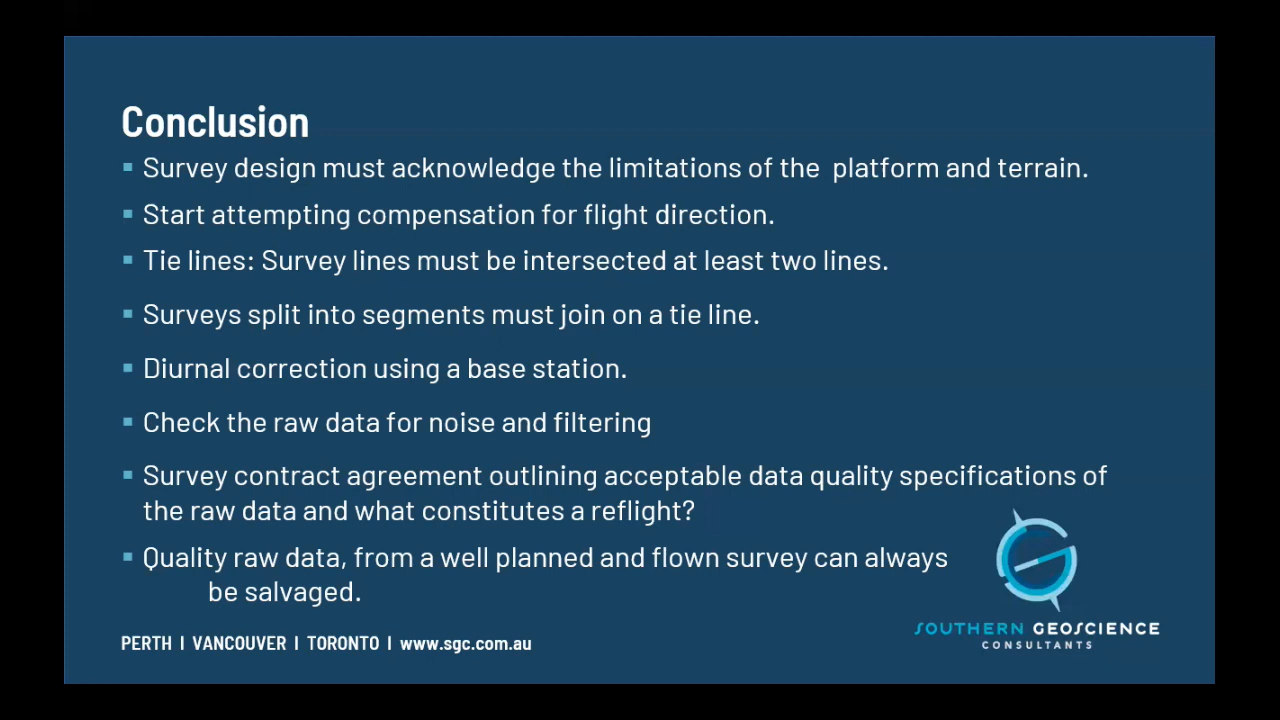 Conclusion
Survey design must acknowledge the limitations of the  platform and terrain.
Start attempting compensation for flight direction.
Tie lines: Survey lines must be intersected at least two lines.
Surveys split into segments must join on a tie line.
Diurnal correction using a base station.
Check the raw data for noise and filtering
Survey contract agreement outlining acceptable data quality specifications of
the raw data and what constitutes a reflight?
Quality raw data, from a well planned and flown survey can always
be salvaged.
PERTH I VANCOUVER I TORONTO I www.sgc.com.au
SOUTHERN GEOSCIENCE
CONSULTANTS